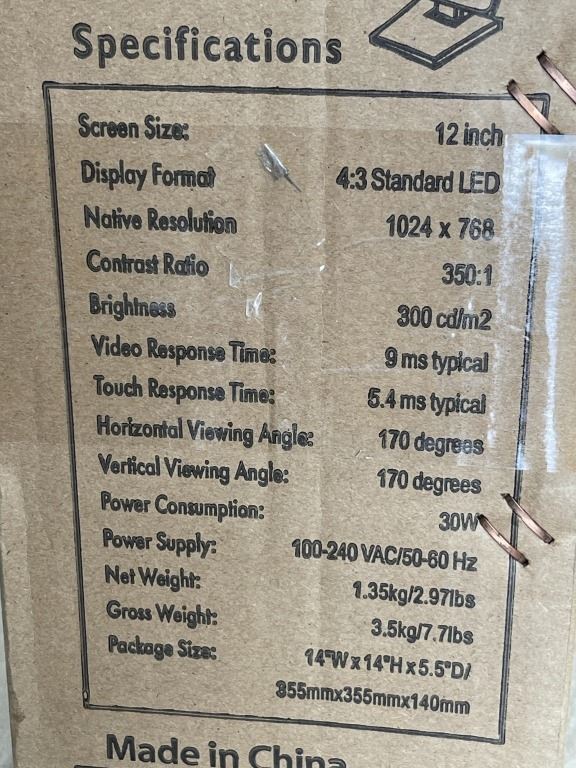 Specifications
Screen Size: 12 inch
Display Format 4:3 Standard LED
Native Resolution 1024 x 768
Contrast Ratio 350:1
Brightness 300 cd/m2
Video Response Time: 9 ms typical
Touch Response Time: 5.4 ms typical
Horizontal Viewing Angle: 170 degrees
Vertical Viewing Angle: 170 degrees
Power Consumption: 30W
Power Supply: 100-240 VAC/50-60 Hz
Net Weight: 1.35kg/2.97lbs
Gross Weight: 3.5kg/7.7lbs
Package Size: 14"W x 14"H x 5.5"D/
355mmx355mmx140mm
Made in China